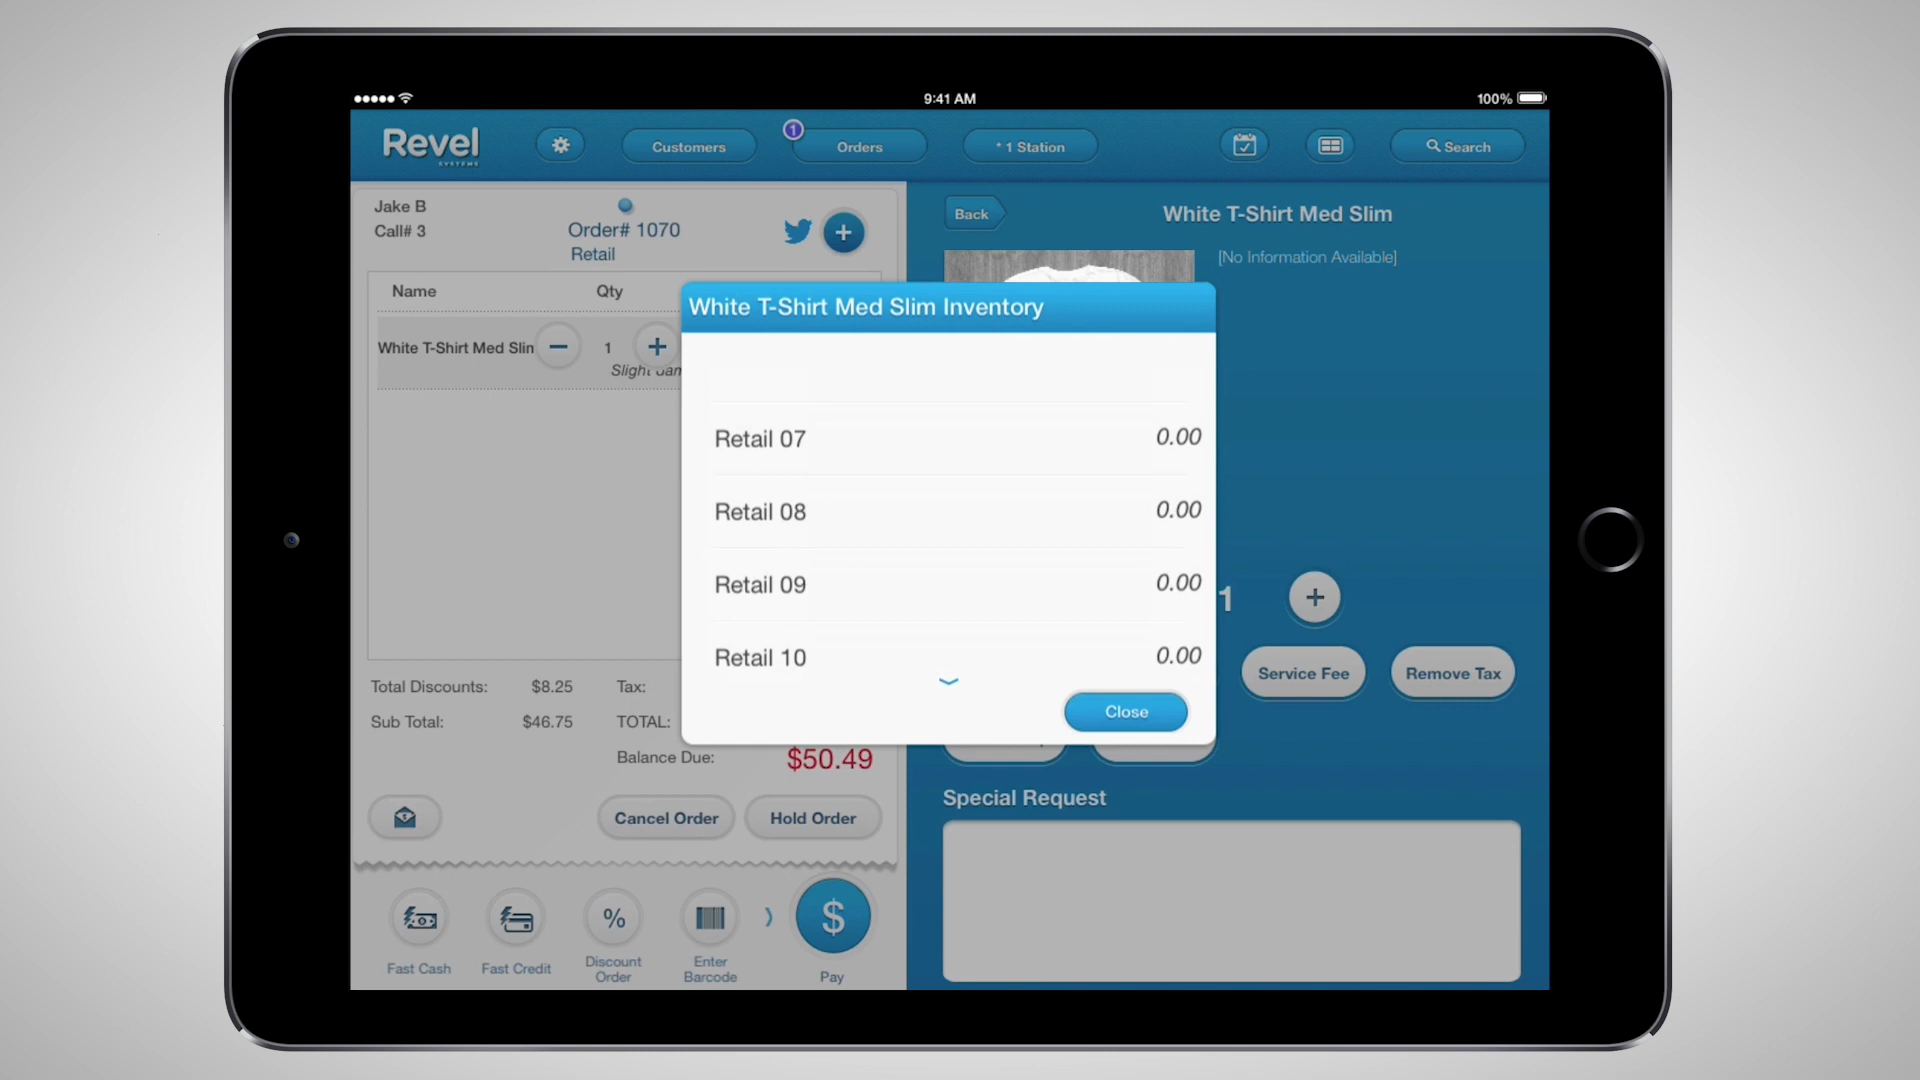 9:41 AM
100%
Revel
SYSTEMS
Customers
1
Orders
* 1 Station
Search
Jake B
Call# 3
Order# 1070
Retail
Back
White T-Shirt Med Slim
[No Information Available]
Name
Qty
White T-Shirt Med Slim Inventory
White T-Shirt Med Slin
1
Slight
Retail 07
0.00
Retail 08
0.00
Retail 09
0.00
Retail 10
0.00
Close
1
Service Fee
Remove Tax
Total Discounts:
$8.25
Tax:
Sub Total:
$46.75
TOTAL:
Balance Due:
$50.49
Cancel Order
Hold Order
Special Request
Fast Cash
Fast Credit
%
Discount
Order
Enter
Barcode
$
Pay